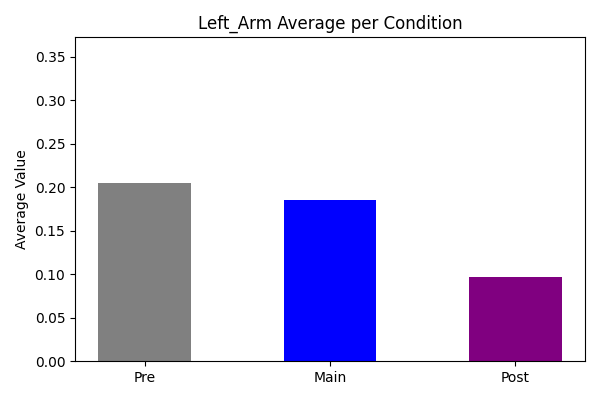 Left_Arm Average per Condition
Average Value
0.35
0.30
0.25
0.20
0.15
0.10
0.05
0.00
Pre
Main
Post